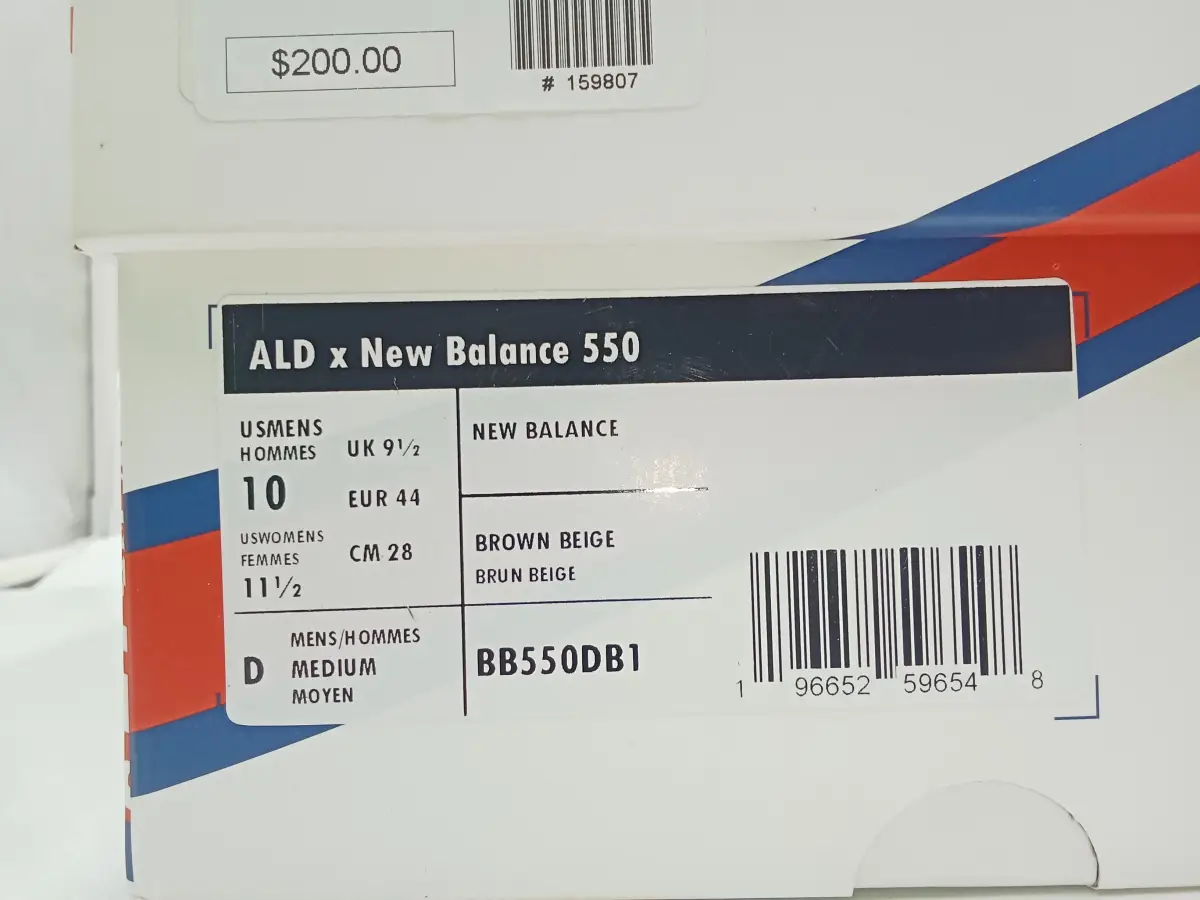 $200.00
# 159807
ALD x New Balance 550
USMENS
HOMMES
10
UK 9½
EUR 44
USWOMENS
FEMMES
11½
CM 28
NEW BALANCE
BROWN BEIGE
BRUN BEIGE
D
MENS/HOMMES
MEDIUM
MOYEN
BB550DB1
1 96652 59654 8